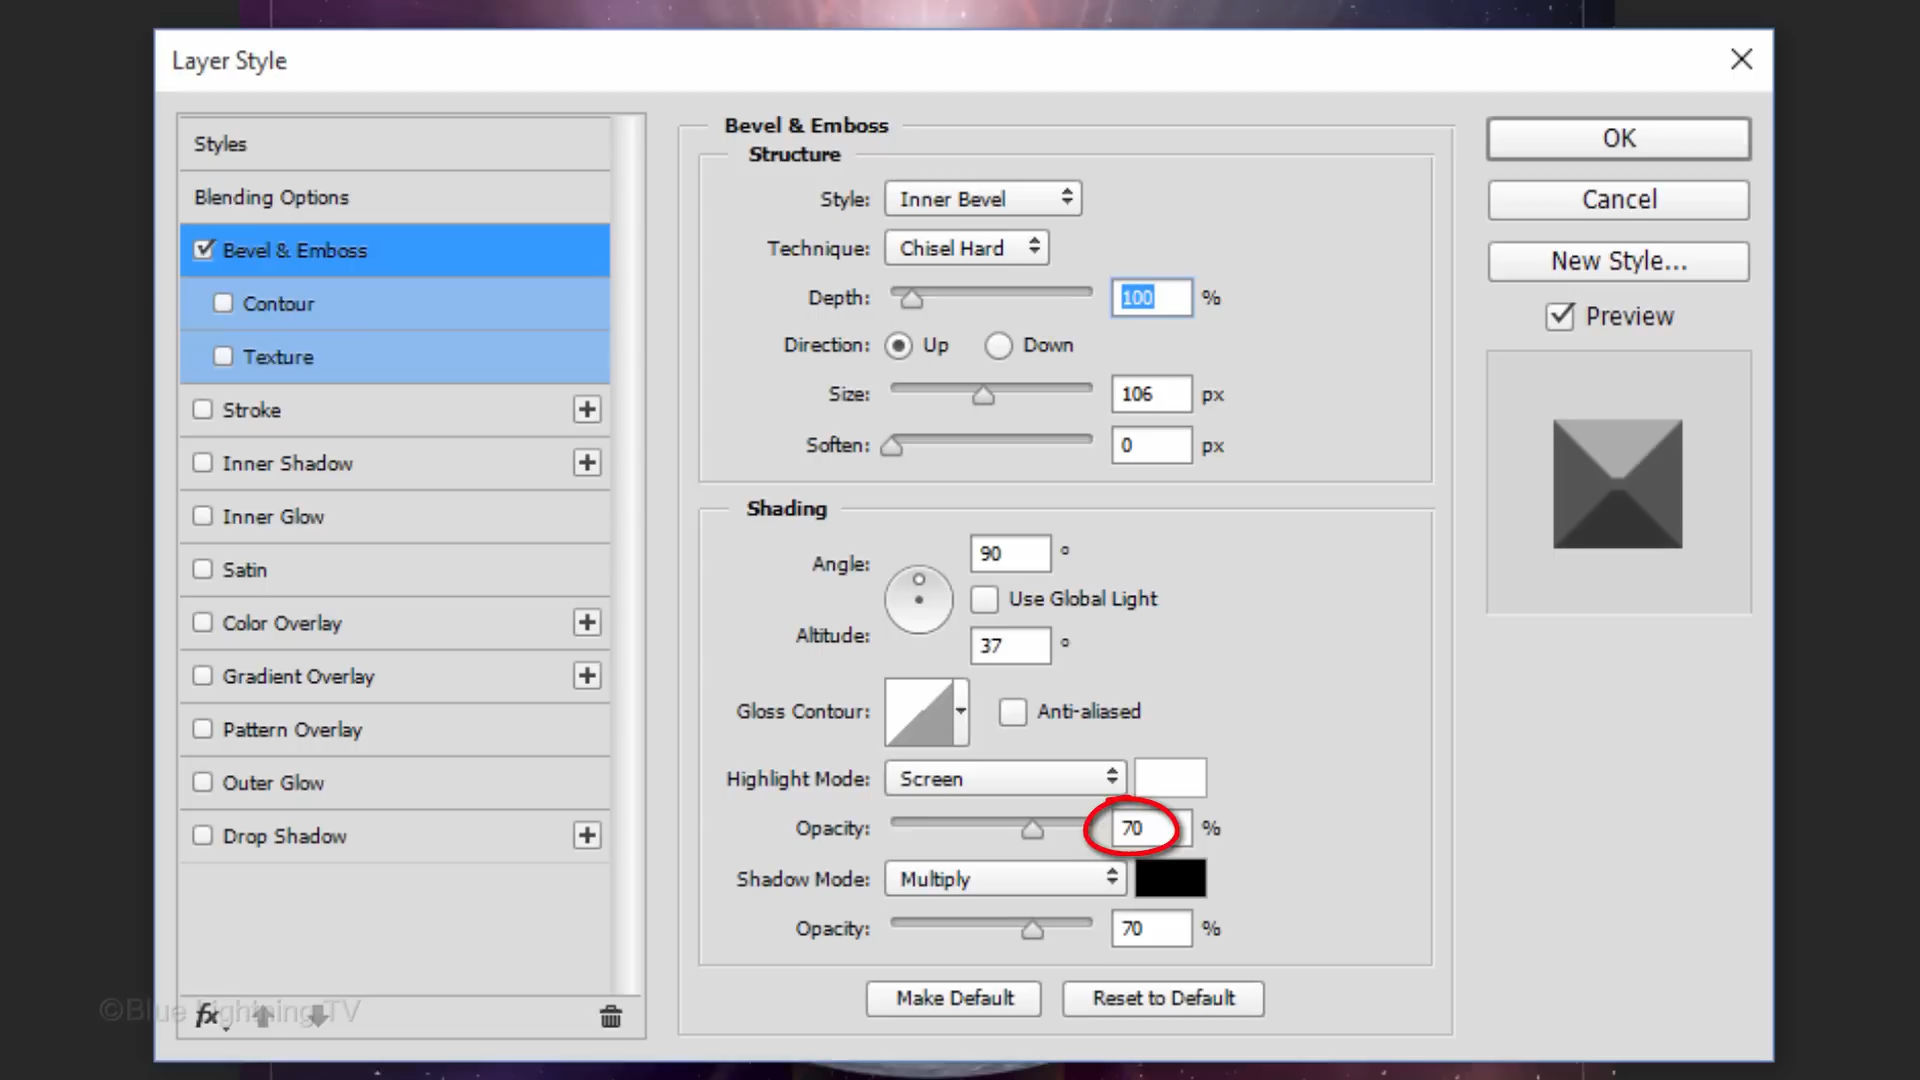 Layer Style
Styles
Blending Options
Bevel & Emboss
Contour
Texture
Stroke
Inner Shadow
Inner Glow
Satin
Color Overlay
Gradient Overlay
Pattern Overlay
Outer Glow
Drop Shadow
fx
©Blue Lightning TV
Bevel & Emboss
Structure
Style: Inner Bevel
Technique: Chisel Hard
Depth: 100 %
Direction: Up Down
Size: 106 px
Soften: 0 px
Shading
Angle: 90 °
Use Global Light
Altitude: 37 °
Gloss Contour: Anti-aliased
Highlight Mode: Screen
Opacity: 70 %
Shadow Mode: Multiply
Opacity: 70 %
Make Default Reset to Default
OK
Cancel
New Style...
Preview